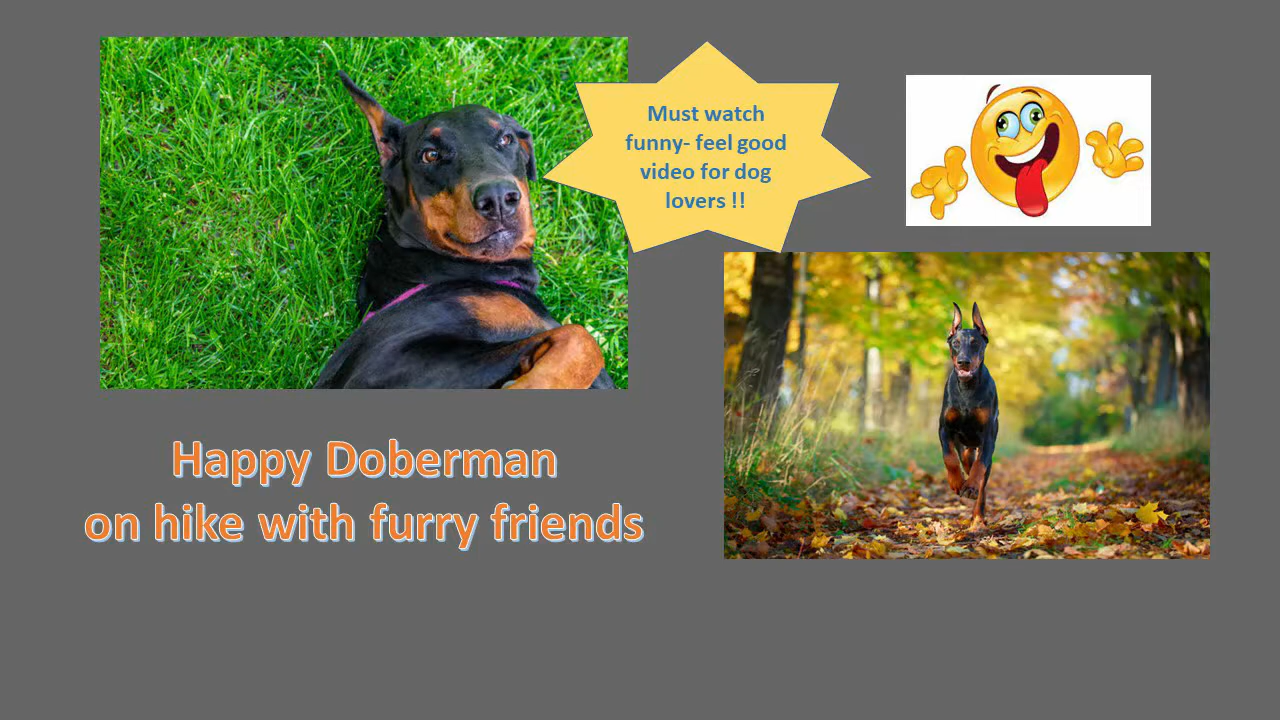 Must watch
funny- feel good
video for dog
lovers !!
Happy Doberman
on hike with furry friends